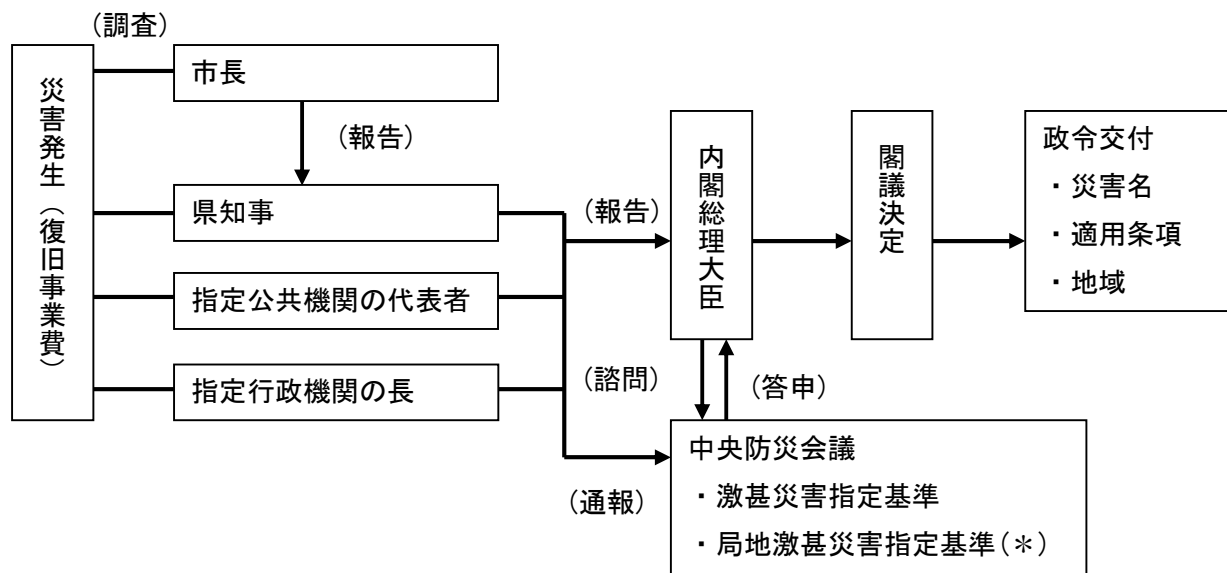 (調査)
災害発生(復旧事業費)
市長
(報告)
県知事
指定公共機関の代表者
指定行政機関の長
(報告)
(諮問)
(通報)
内閣総理大臣
(答申)
閣議決定
政令交付
・災害名
・適用条項
・地域
中央防災会議
・激甚災害指定基準
・局地激甚災害指定基準(＊)